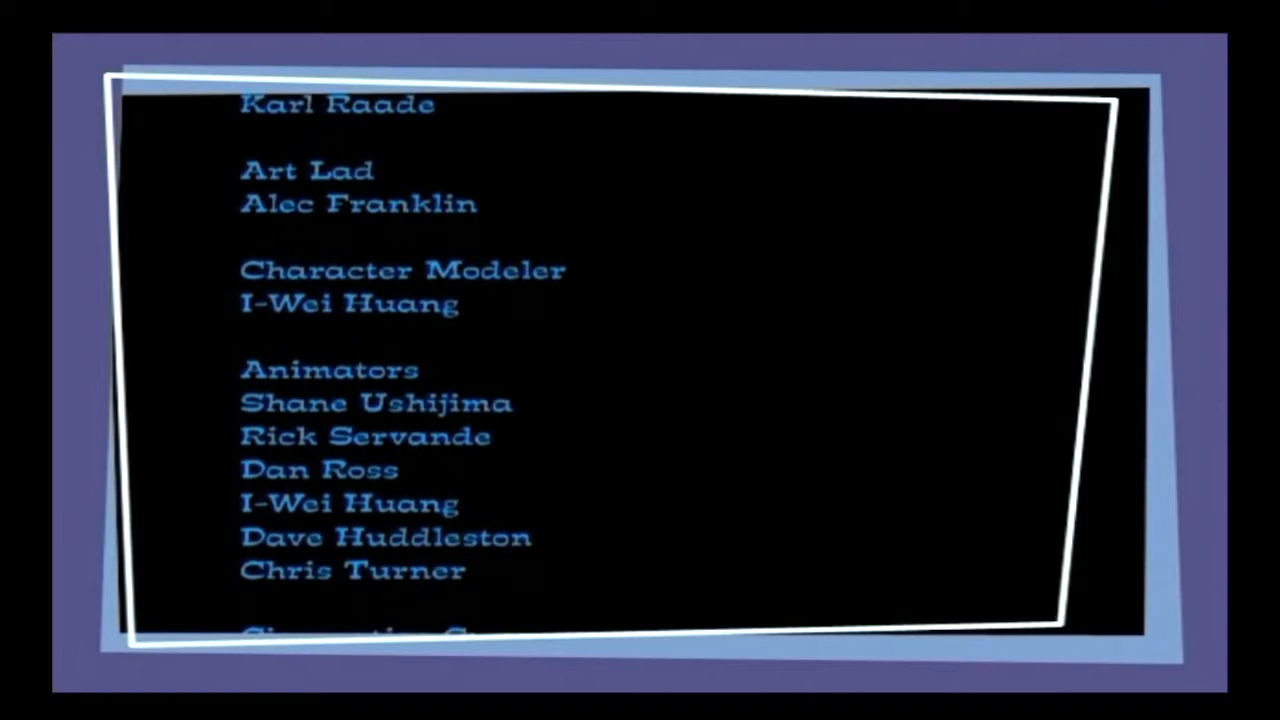 Karl Raade
Art Lad
Alec Franklin
Character Modeler
I-Wei Huang
Animators
Shane Ushijima
Rick Servande
Dan Ross
I-Wei Huang
Dave Huddleston
Chris Turner